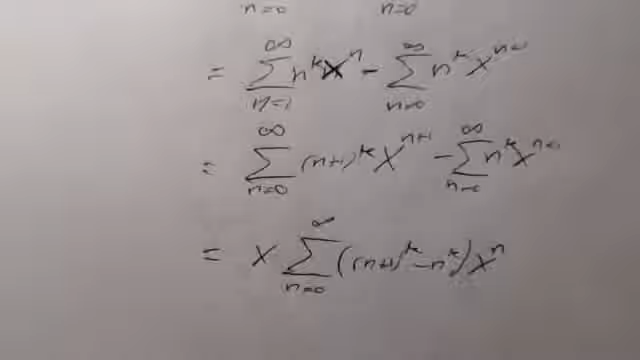 n=0 n=0
= ∑_{n=1}^{∞} n^k x^n - ∑_{n=0}^{∞} n^k x^{n+1}
= ∑_{n=0}^{∞} (n+1)^k x^{n+1} - ∑_{n=0}^{∞} n^k x^{n+1}
= x ∑_{n=0}^{∞} ((n+1)^k - n^k) x^n